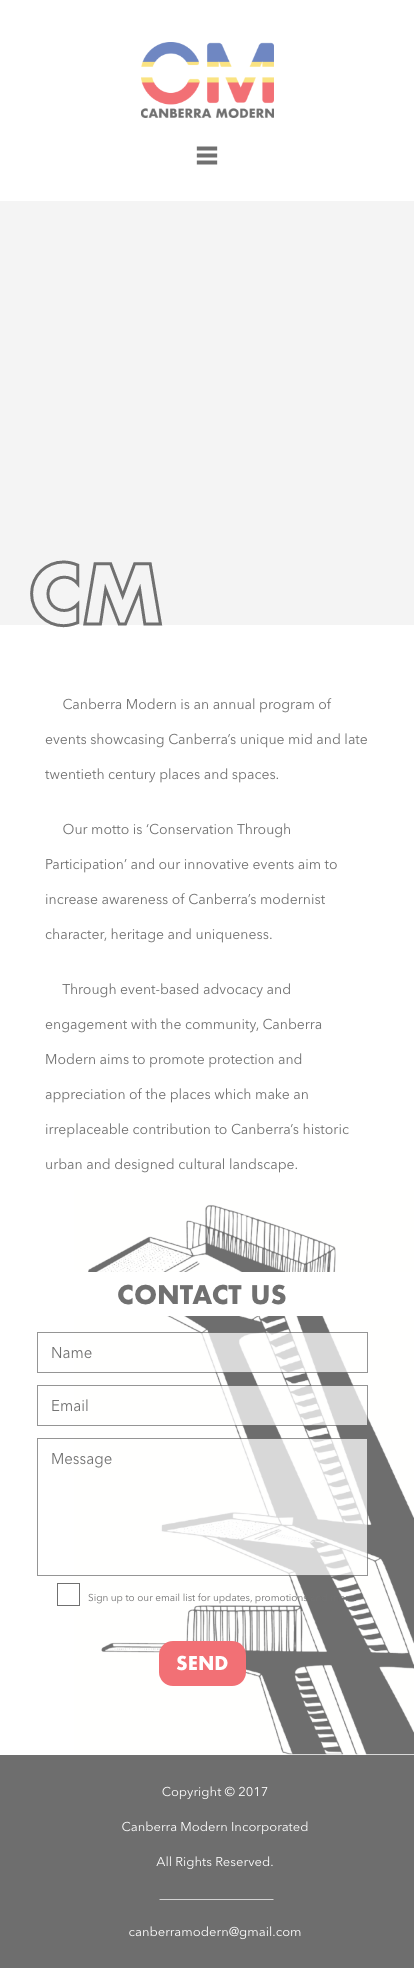 CM
CANBERRA MODERN
CM
Canberra Modern is an annual program of
events showcasing Canberra’s unique mid and late
twentieth century places and spaces.
Our motto is ‘Conservation Through
Participation’ and our innovative events aim to
increase awareness of Canberra’s modernist
character, heritage and uniqueness.
Through event-based advocacy and
engagement with the community, Canberra
Modern aims to promote protection and
appreciation of the places which make an
irreplaceable contribution to Canberra’s historic
urban and designed cultural landscape.
CONTACT US
Name
Email
Message
Sign up to our email list for updates, promotions
SEND
Copyright © 2017
Canberra Modern Incorporated
All Rights Reserved.
canberramodern@gmail.com